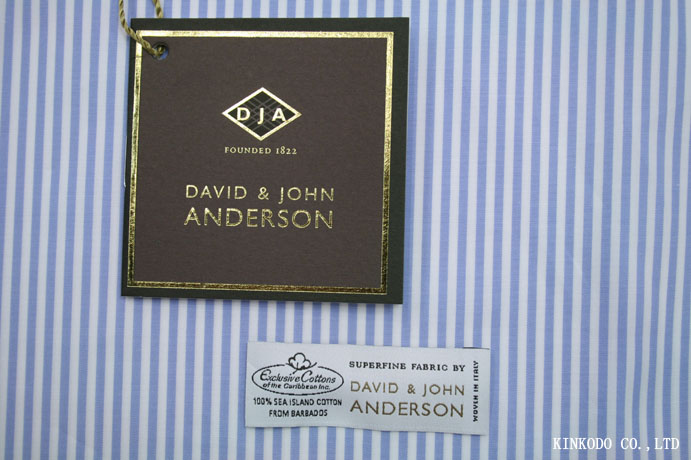 DJA
FOUNDED 1822
DAVID & JOHN
ANDERSON
Exclusive Cottons
of the Caribbean Inc.
100% SEA ISLAND COTTON
FROM BARBADOS
SUPERFINE FABRIC BY
DAVID & JOHN
ANDERSON
WOVEN IN ITALY
KINKODO CO.,LTD